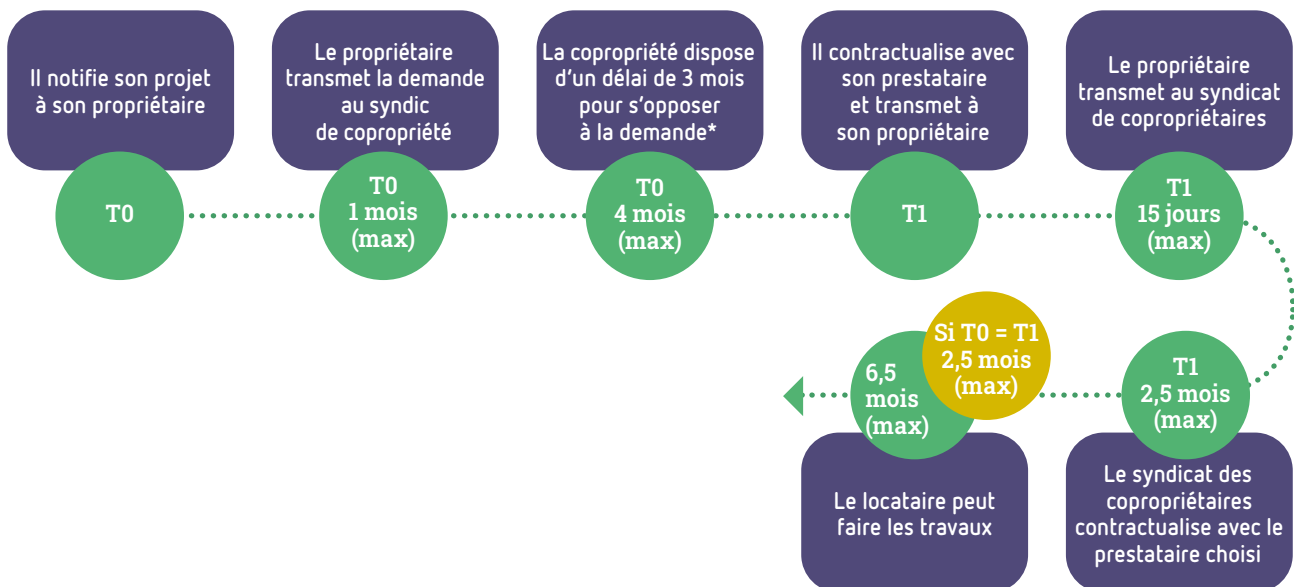 Il notifie son projet
à son propriétaire
T0
Le propriétaire
transmet la demande
au syndic
de copropriété
T0
1 mois
(max)
La copropriété dispose
d'un délai de 3 mois
pour s'opposer
à la demande*
T0
4 mois
(max)
Il contractualise avec
son prestataire
et transmet à
son propriétaire
T1
Le propriétaire
transmet au syndicat
de copropriétaires
T1
15 jours
(max)
T1
2,5 mois
(max)
Le syndicat des
copropriétaires
contractualise avec le
prestataire choisi
Si T0 = T1
2,5 mois
(max)
6,5
mois
(max)
Le locataire peut
faire les travaux